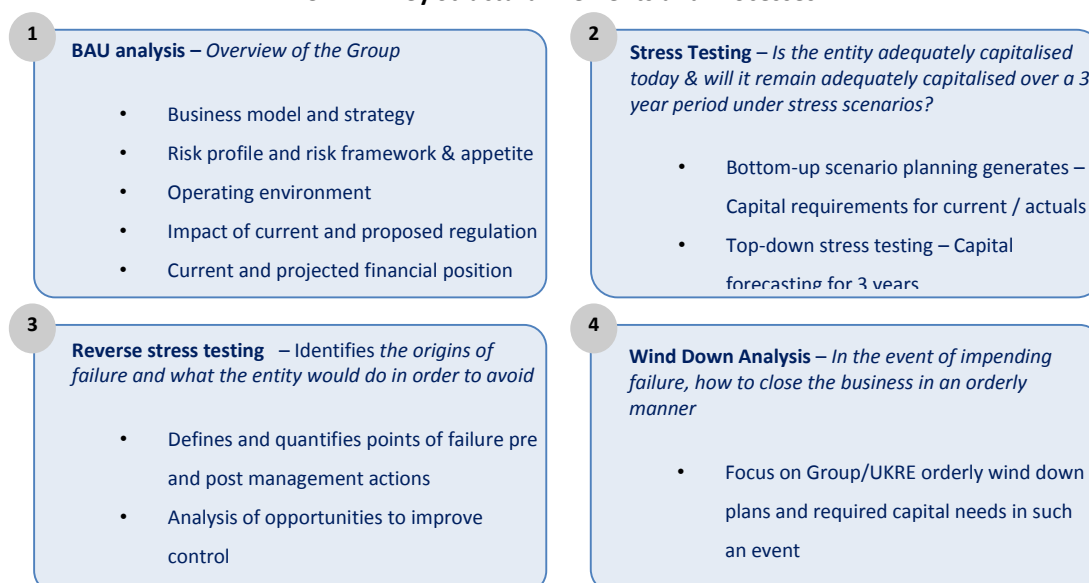 1
BAU analysis – Overview of the Group
• Business model and strategy
• Risk profile and risk framework & appetite
• Operating environment
• Impact of current and proposed regulation
• Current and projected financial position
2
Stress Testing – Is the entity adequately capitalised
today & will it remain adequately capitalised over a 3
year period under stress scenarios?
• Bottom-up scenario planning generates –
Capital requirements for current / actuals
• Top-down stress testing – Capital
forecasting for 3 years
3
Reverse stress testing – Identifies the origins of
failure and what the entity would do in order to avoid
• Defines and quantifies points of failure pre
and post management actions
• Analysis of opportunities to improve
control
4
Wind Down Analysis – In the event of impending
failure, how to close the business in an orderly
manner
• Focus on Group/UKRE orderly wind down
plans and required capital needs in such
an event